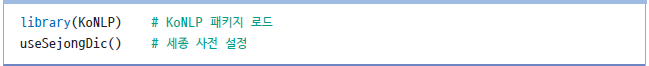 library(KoNLP)    # KoNLP 패키지 로드
useSejongDic()    # 세종 사전 설정